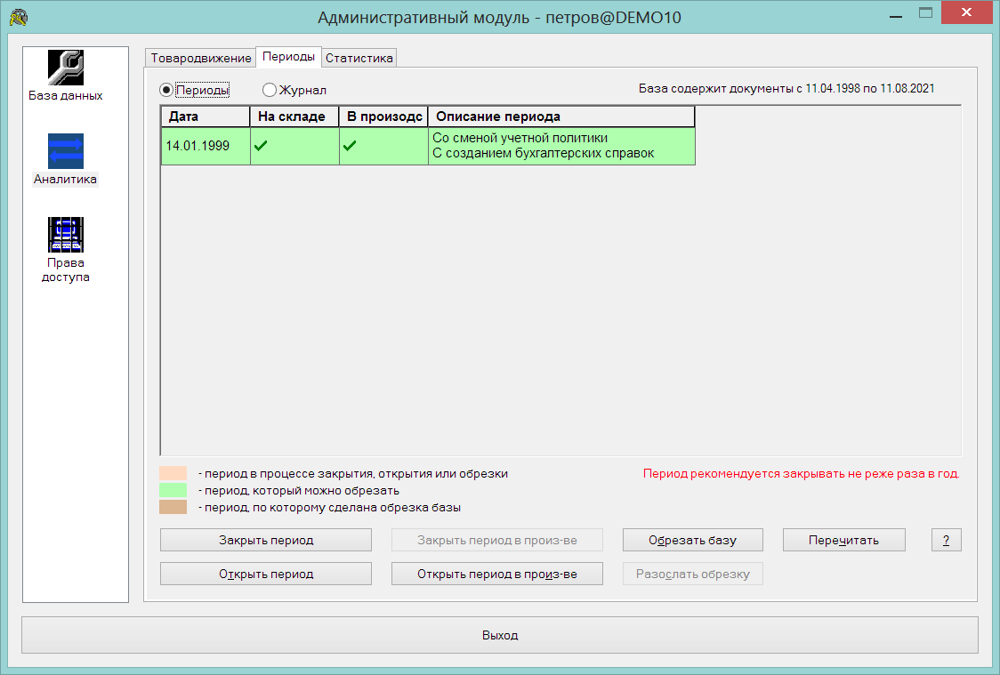 Административный модуль - петров@DEMO10
База данных
Аналитика
Права
доступа
Товародвижение
Периоды
Статистика
Периоды
Журнал
База содержит документы с 11.04.1998 по 11.08.2021
Дата
На складе
В произодс
Описание периода
14.01.1999
Со сменой учетной политики
С созданием бухгалтерских справок
- период в процессе закрытия, открытия или обрезки
- период, который можно обрезать
- период, по которому сделана обрезка базы
Период рекомендуется закрывать не реже раза в год.
Закрыть период
Закрыть период в произ-ве
Обрезать базу
Перечитать
?
Открыть период
Открыть период в произ-ве
Разослать обрезку
Выход